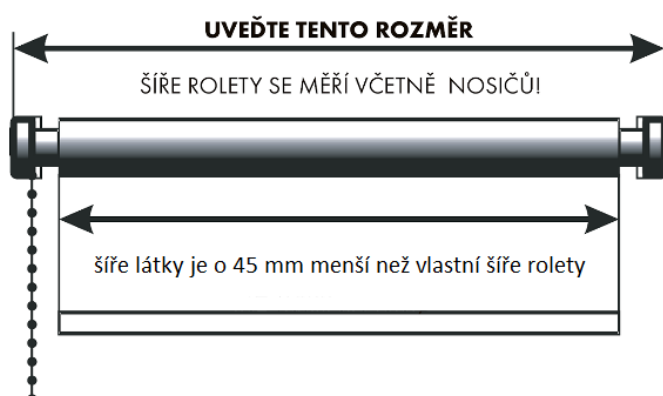 UVEĎTE TENTO ROZMĚR
ŠÍŘE ROLETY SE MĚŘÍ VČETNĚ NOSIČŮ!
šíře látky je o 45 mm menší než vlastní šíře rolety